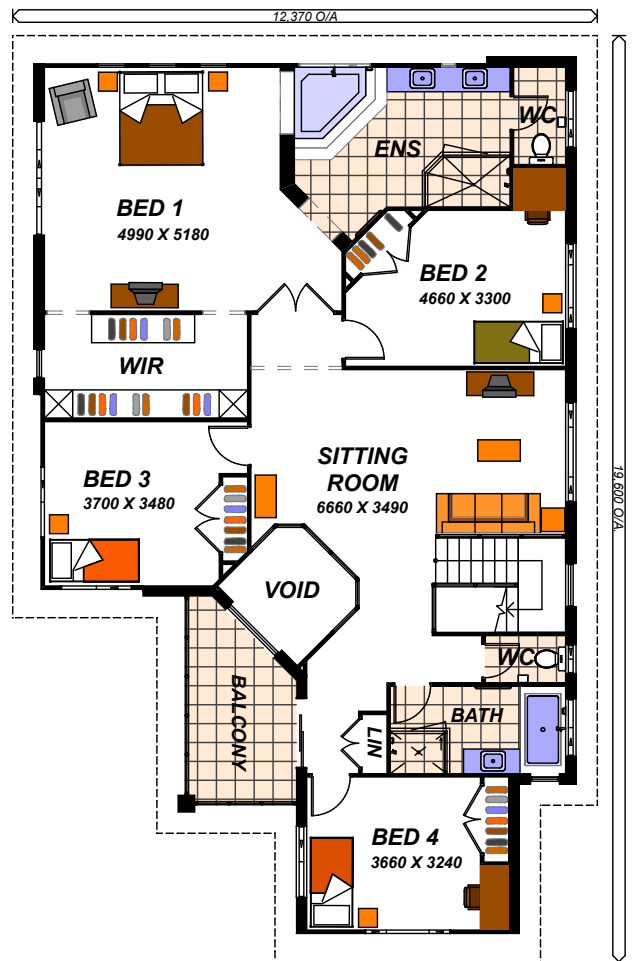 12.370 O/A
WC
ENS
BED 1
4990 X 5180
BED 2
4660 X 3300
WIR
BED 3
3700 X 3480
SITTING
ROOM
6660 X 3490
19.600 O/A
VOID
WC
BALCONY
BATH
LIN
BED 4
3660 X 3240